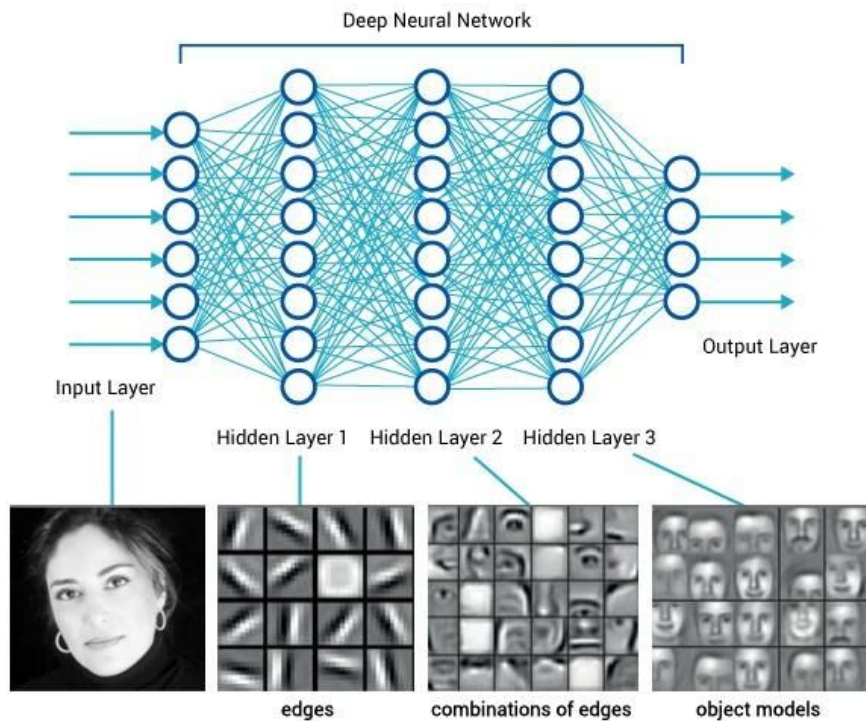 Deep Neural Network
Input Layer
Output Layer
Hidden Layer 1
Hidden Layer 2
Hidden Layer 3
edges
combinations of edges
object models